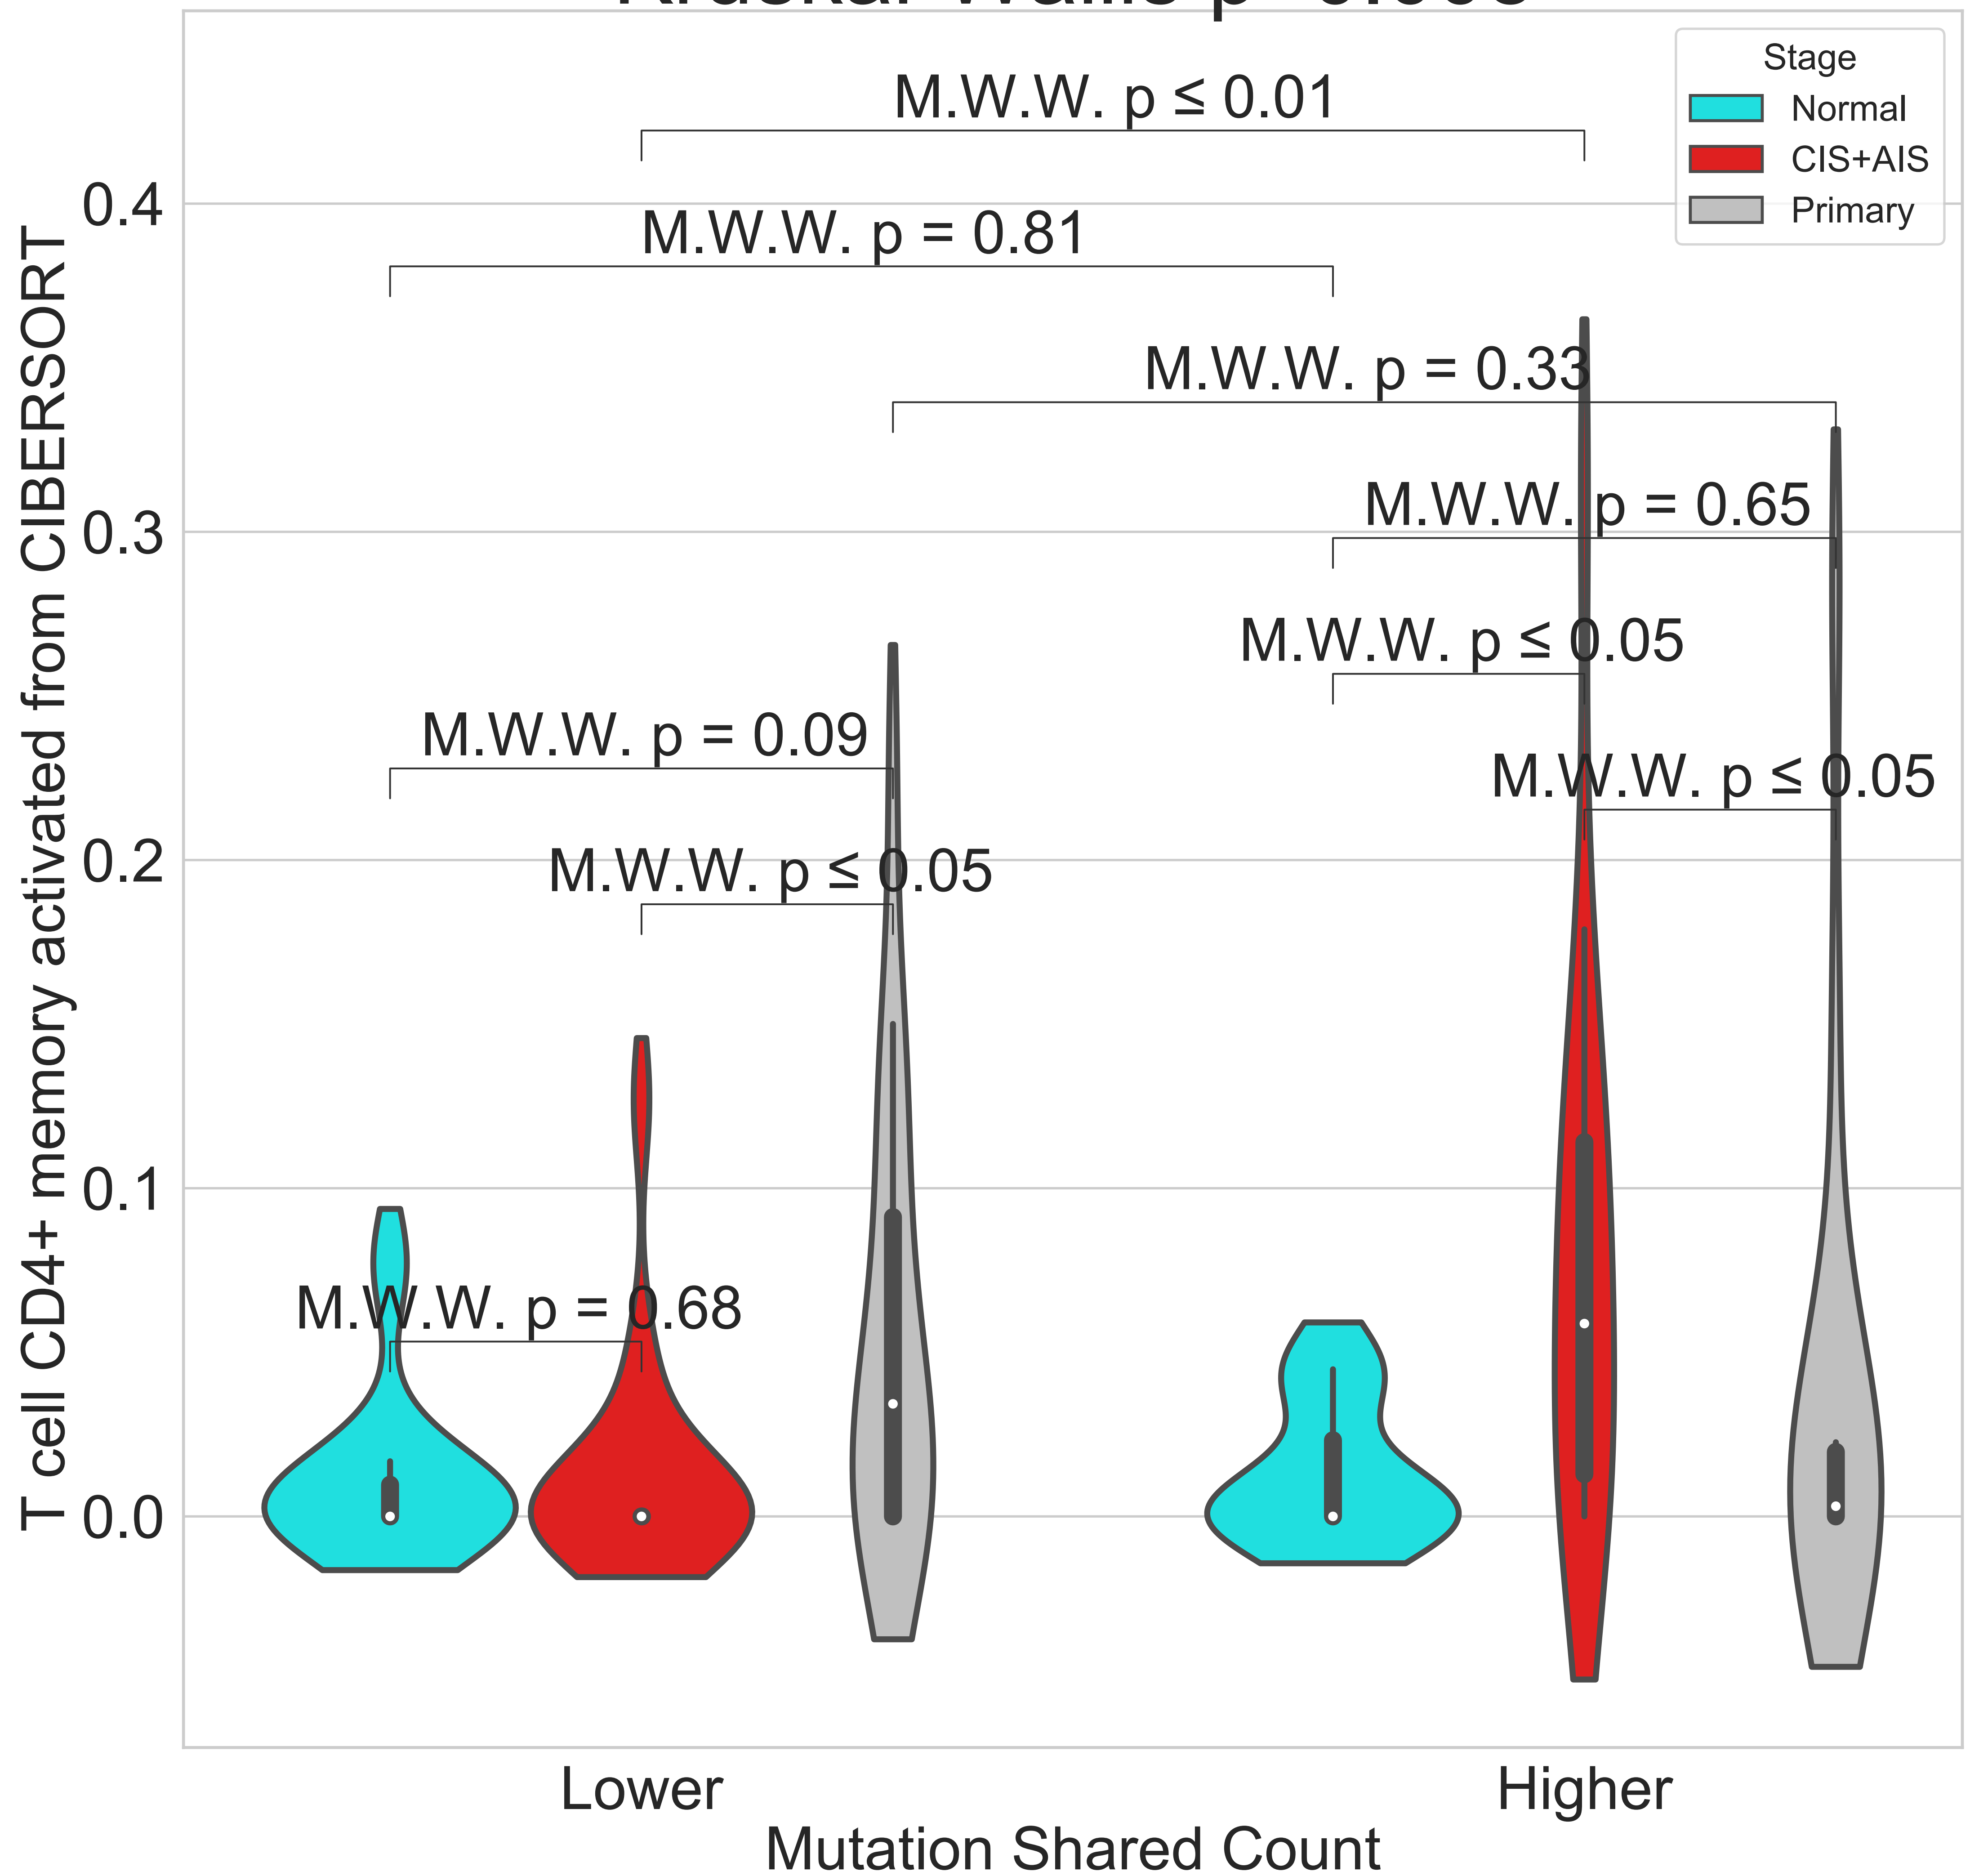 M.W.W. p ≤ 0.01
M.W.W. p = 0.81
M.W.W. p = 0.33
M.W.W. p = 0.65
M.W.W. p ≤ 0.05
M.W.W. p = 0.09
M.W.W. p ≤ 0.05
M.W.W. p ≤ 0.05
M.W.W. p = 0.68
Stage
Normal
CIS+AIS
Primary
T cell CD4+ memory activated from CIBERSORT
0.4
0.3
0.2
0.1
0.0
Lower
Higher
Mutation Shared Count